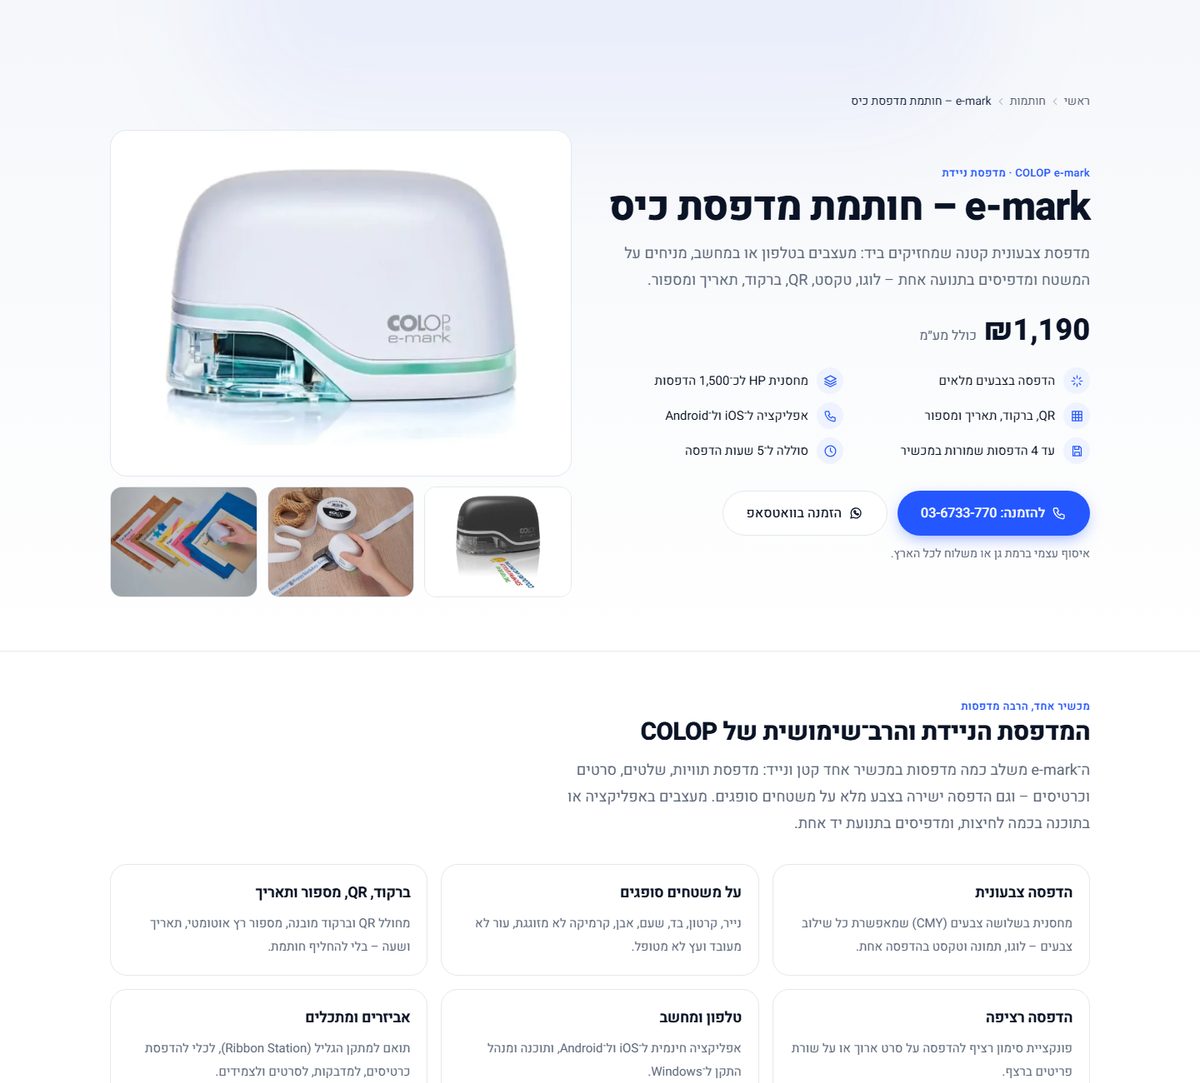 ראשי › חותמות › e-mark – חותמת מדפסת כיס
COLOP e-mark · מדפסת ניידת
e-mark – חותמת מדפסת כיס
מדפסת צבעונית קטנה שמחזיקים ביד: מעצבים בטלפון או במחשב, מניחים על
המשטח ומדפיסים בתנועה אחת – לוגו, טקסט, QR, ברקוד, תאריך ומספור.
₪1,190 כולל מע״מ
הדפסה בצבעים מלאים
מחסנית HP לכ־1,500 הדפסות
QR, ברקוד, תאריך ומספור
אפליקציה ל־iOS ול־Android
עד 4 הדפסות שמורות במכשיר
סוללה ל־5 שעות הדפסה
להזמנה: 03-6733-770
הזמנה בוואטסאפ
איסוף עצמי ברמת גן או משלוח לכל הארץ.
COLOP
e-mark
מכשיר אחד, הרבה מדפסות
המדפסת הניידת והרב־שימושית של COLOP
ה־e-mark משלב כמה מדפסות במכשיר אחד קטן ונייד: מדפסת תוויות, שלטים, סרטים
וכרטיסים – וגם הדפסה ישירה בצבע מלא על משטחים סופגים. מעצבים באפליקציה או
בתוכנה בכמה לחיצות, ומדפיסים בתנועת יד אחת.
הדפסה צבעונית
מחסנית בשלושה צבעים (CMY) שמאפשרת כל שילוב
צבעים – לוגו, תמונה וטקסט בהדפסה אחת.
על משטחים סופגים
נייר, קרטון, בד, שעם, אבן, קרמיקה לא מזוגגת, עור לא
מעובד ועץ לא מטופל.
ברקוד, QR, מספור ותאריך
מחולל QR וברקוד מובנה, מספור רץ אוטומטי, תאריך
ושעה – בלי להחליף חותמת.
הדפסה רציפה
פונקציית סימון רציף להדפסה על סרט ארוך או על שורת
פריטים ברצף.
טלפון ומחשב
אפליקציה חינמית ל־iOS ול־Android, ותוכנה ומנהל
התקן ל־Windows.
אביזרים ומתכלים
תואם למתקן הגליל (Ribbon Station), לכלי להדפסת
כרטיסים, למדבקות, לסרטים ולצמידים.